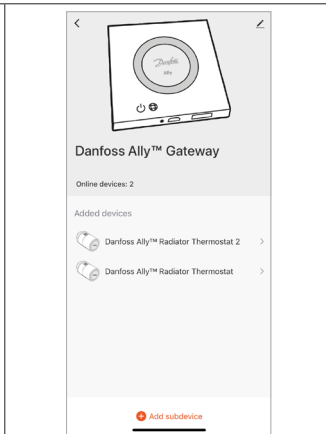 Danfoss
Ally
Danfoss Ally™ Gateway
Online devices: 2
Added devices
Danfoss Ally™ Radiator Thermostat 2
Danfoss Ally™ Radiator Thermostat
Add subdevice